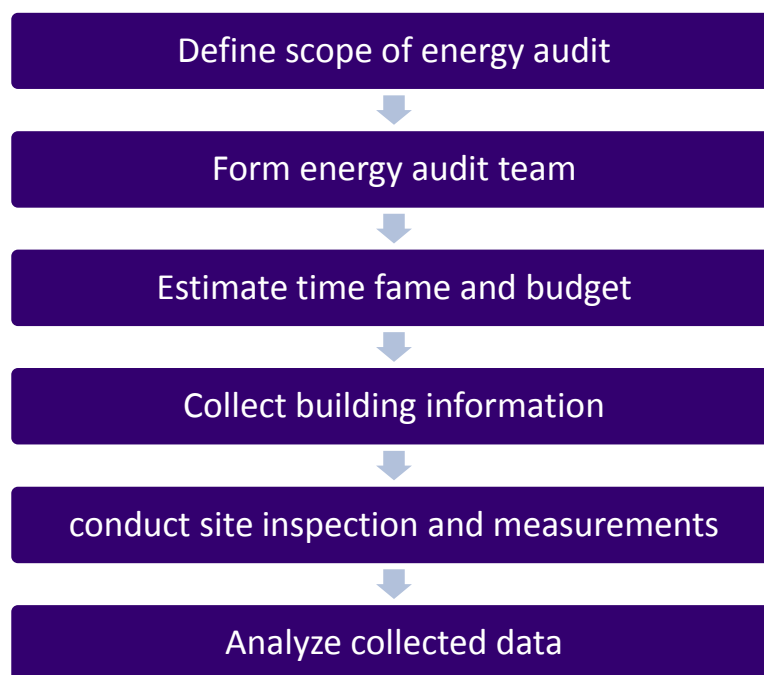 Define scope of energy audit
Form energy audit team
Estimate time fame and budget
Collect building information
conduct site inspection and measurements
Analyze collected data